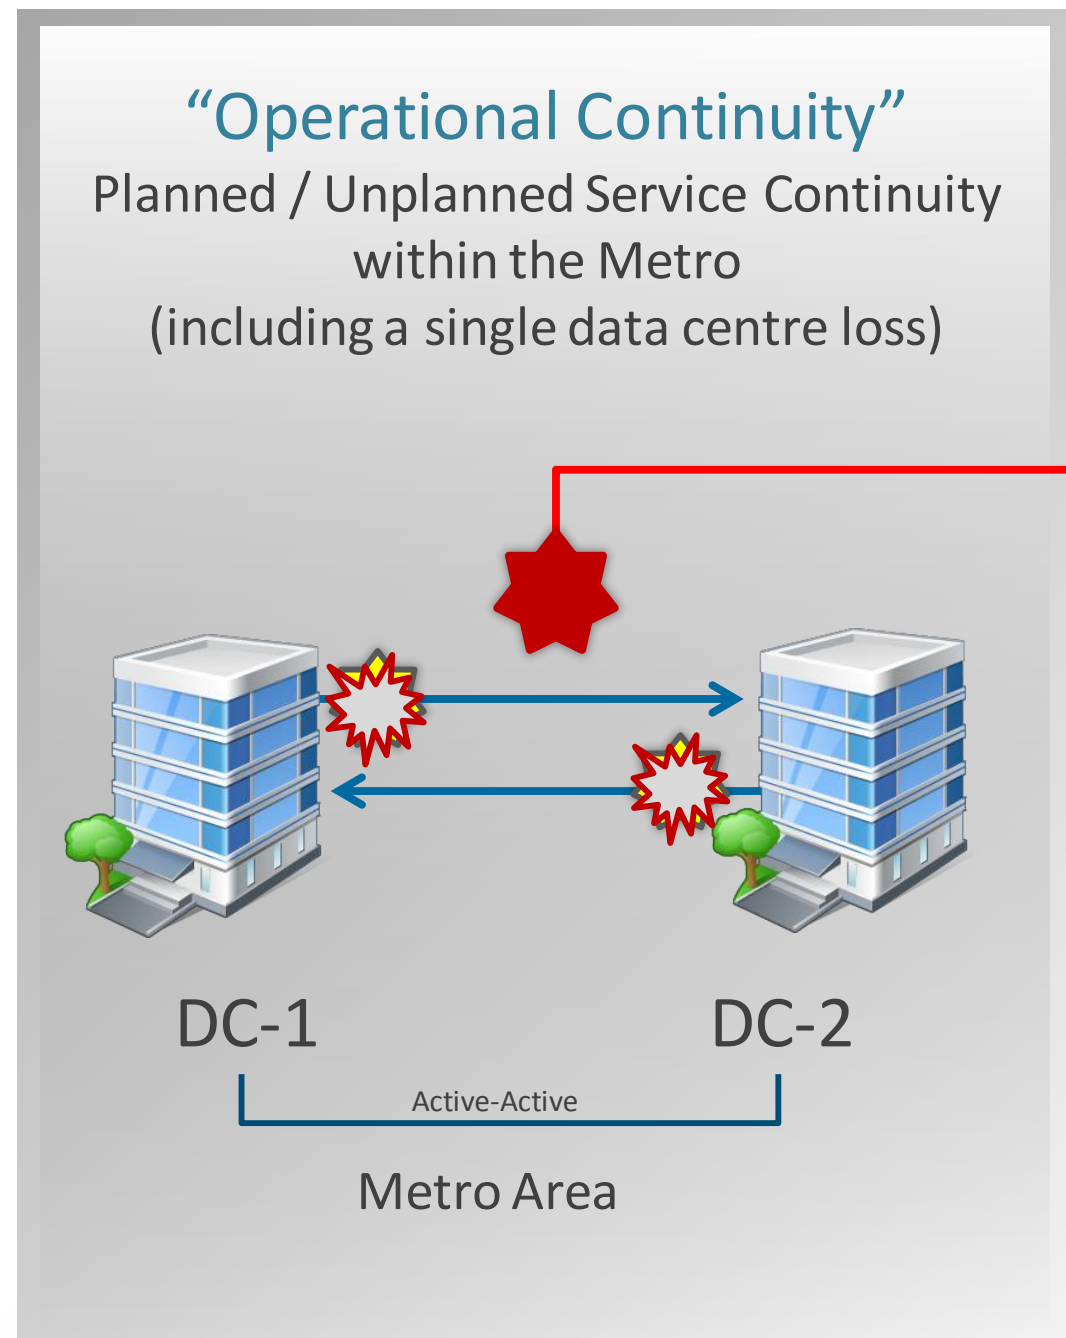 “Operational Continuity”
Planned / Unplanned Service Continuity
within the Metro
(including a single data centre loss)
DC-1
DC-2
Active-Active
Metro Area